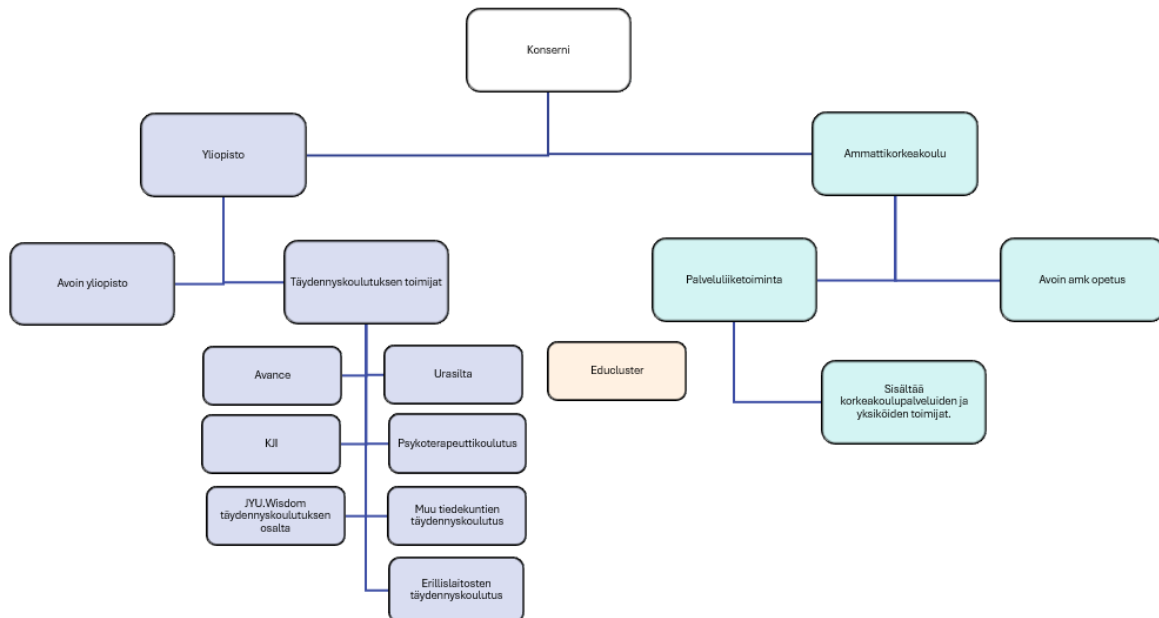 Konserni
Yliopisto
Ammattikorkeakoulu
Avoin yliopisto
Täydennyskoulutuksen toimijat
Palveluliiketoiminta
Avoin amk opetus
Avance
Urasilta
Educluster
Sisältää
korkeakoulupalveluiden ja
yksiköiden toimijat.
KJI
Psykoterapeuttikoulutus
JYU.Wisdom
täydennyskoulutuksen
osalta
Muu tiedekuntien
täydennyskoulutus
Erillislaitosten
täydennyskoulutus